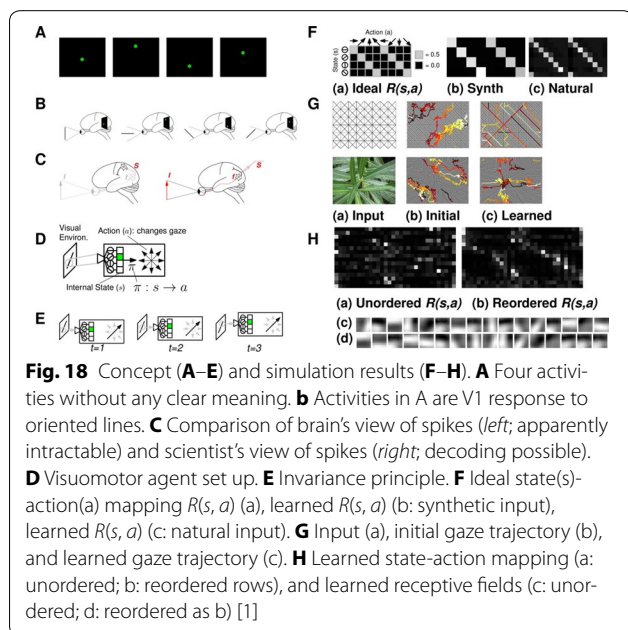 A
B
C
I
S
f
I
S
f
D
Visual
Environ.
Action (a): changes gaze
π
Internal State (s)
π : s → a
E
t=1
t=2
t=3
F
Action (a)
State (s)
= 0.5
= 0.0
(a) Ideal R(s,a)
(b) Synth
(c) Natural
G
(a) Input
(b) Initial
(c) Learned
H
(a) Unordered R(s,a)
(b) Reordered R(s,a)
(c)
(d)
Fig. 18 Concept (A–E) and simulation results (F–H). A Four activi-
ties without any clear meaning. b Activities in A are V1 response to
oriented lines. C Comparison of brain’s view of spikes (left; apparently
intractable) and scientist’s view of spikes (right; decoding possible).
D Visuomotor agent set up. E Invariance principle. F Ideal state(s)-
action(a) mapping R(s, a) (a), learned R(s, a) (b: synthetic input),
learned R(s, a) (c: natural input). G Input (a), initial gaze trajectory (b),
and learned gaze trajectory (c). H Learned state-action mapping (a:
unordered; b: reordered rows), and learned receptive fields (c: unor-
dered; d: reordered as b) [1]